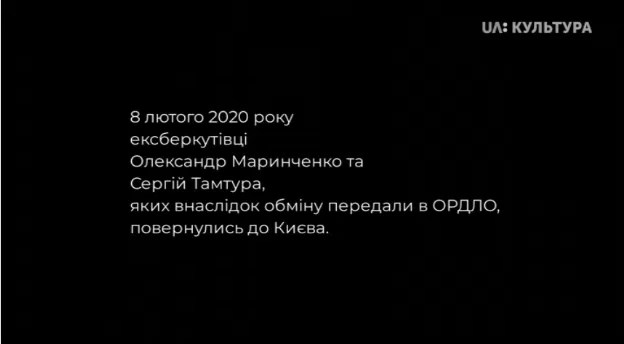 UA: КУЛЬТУРА
8 лютого 2020 року
ексберкутівці
Олександр Маринченко та
Сергій Тамтура,
яких внаслідок обміну передали в ОРДЛО,
повернулись до Києва.